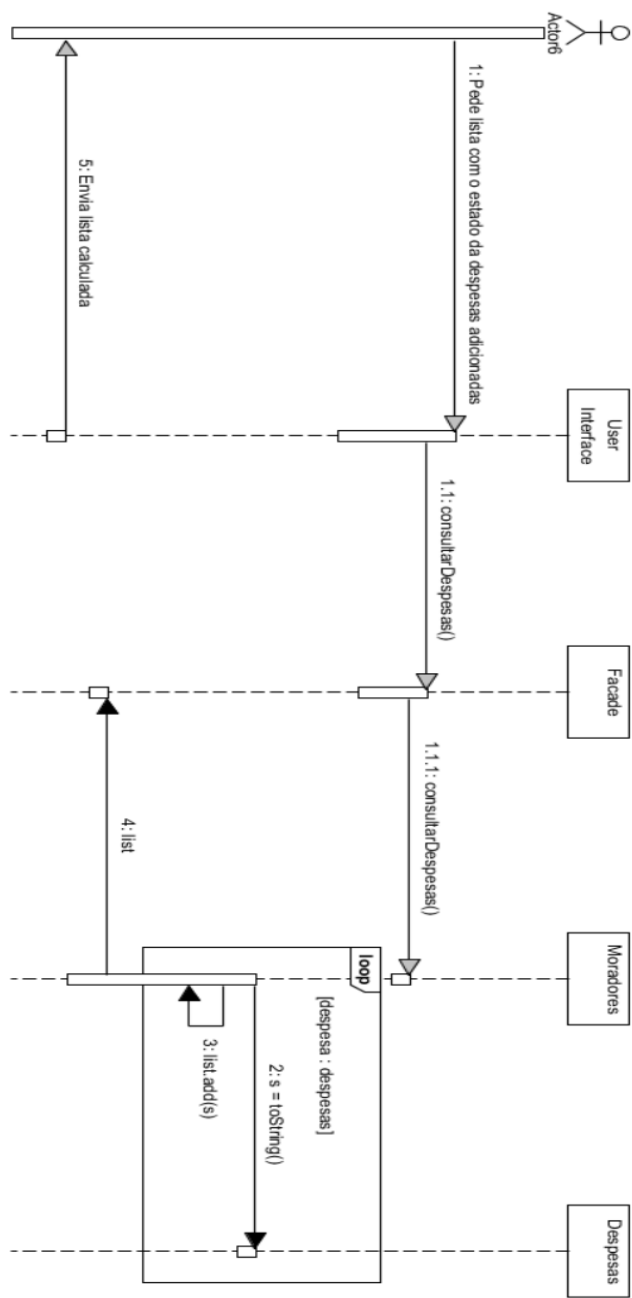 Actor6
User
Interface
Facade
Moradores
Despesas
1: Pede lista com o estado da despesas adicionadas
1.1: consultarDespesas()
1.1.1: consultarDespesas()
loop
[despesa : despesas]
2: s = toString()
3: list.add(s)
4: list
5: Envia lista calculada